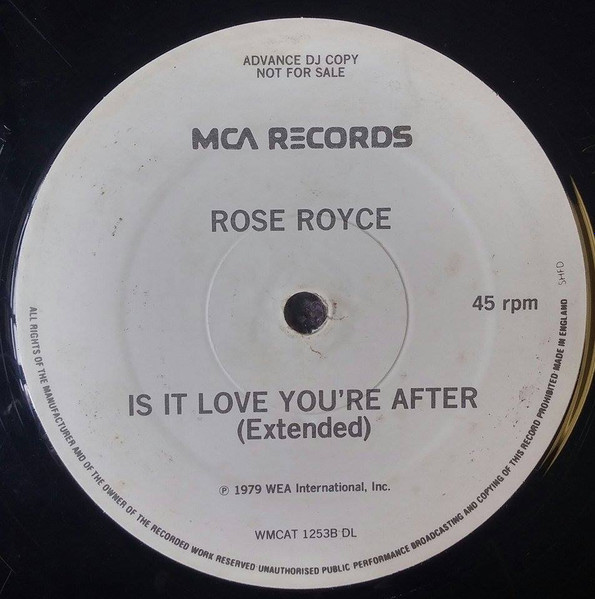 ADVANCE DJ COPY
NOT FOR SALE
MCA RECORDS
ROSE ROYCE
45 rpm
SHFD
IS IT LOVE YOU'RE AFTER
(Extended)
℗ 1979 WEA International, Inc.
WMCAT 1253B DL
ALL RIGHTS OF THE MANUFACTURER AND OF THE OWNER OF THE RECORDED WORK RESERVED UNAUTHORISED PUBLIC PERFORMANCE BROADCASTING AND COPYING OF THIS RECORD PROHIBITED MADE IN ENGLAND